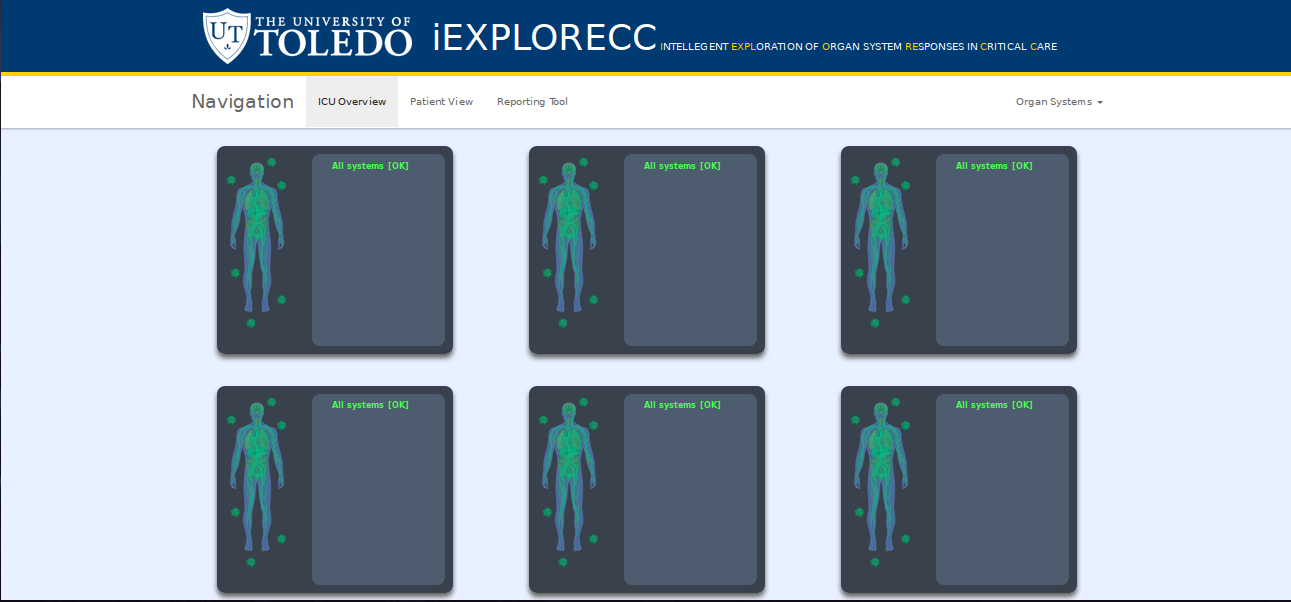 UT
THE UNIVERSITY OF
TOLEDO
iEXPLORECC INTELLEGENT EXPLORATION OF ORGAN SYSTEM RESPONSES IN CRITICAL CARE
Navigation ICU Overview Patient View Reporting Tool Organ Systems
All systems [OK] All systems [OK] All systems [OK]
All systems [OK] All systems [OK] All systems [OK]